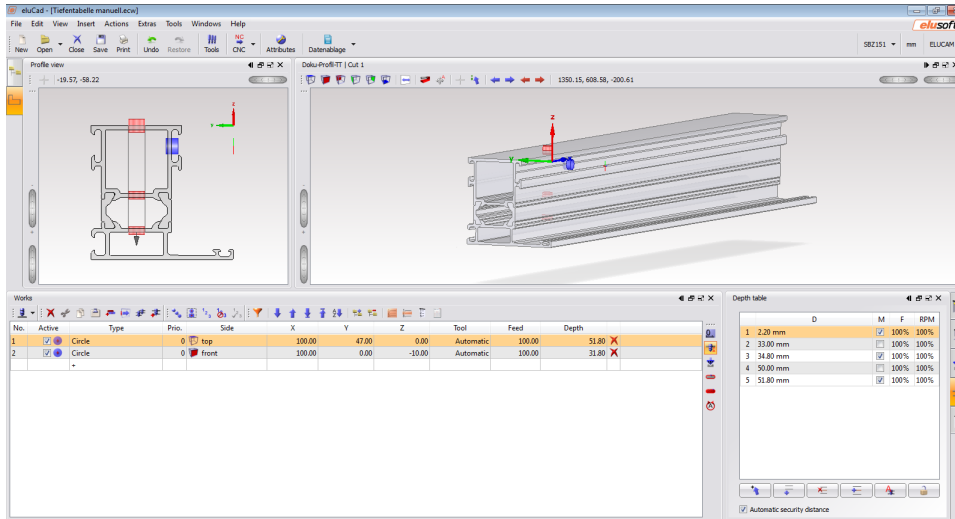 eluCad - [Tiefentabelle manuell.ecw]
File Edit View Insert Actions Extras Tools Windows Help
elusoft
NC
New Open Close Save Print Undo Restore Tools CNC Attributes Datenablage
SBZ151 mm ELUCAM
Profile view
Doku-Profil-TT | Cut 1
-19.57, -58.22
1350.15, 608.58, -200.61
Z
Y
Z
Y
Works
Depth table
No. Active Type Prio. Side X Y Z Tool Feed Depth
1 Circle 0 top 100.00 47.00 0.00 Automatic 100.00 51.80
2 Circle 0 front 100.00 0.00 -10.00 Automatic 100.00 31.80
+
D M F RPM
1 2.20 mm 100% 100%
2 33.00 mm 100% 100%
3 34.80 mm 100% 100%
4 50.00 mm 100% 100%
5 51.80 mm 100% 100%
Automatic security distance